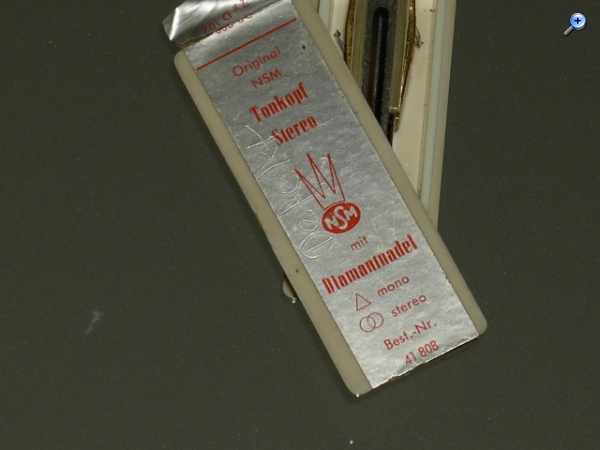 Original
NSM
Tonkopf
Stereo
NSM
mit
Diamantnadel
mono
stereo
Best.-Nr.
41 808